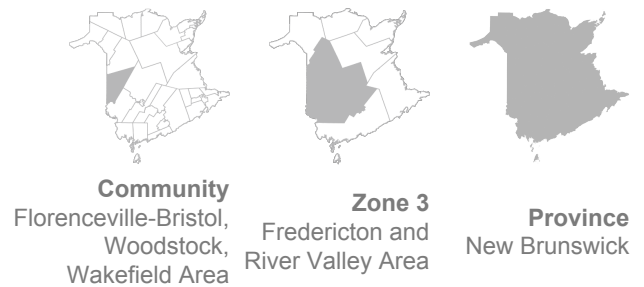 Community
Florenceville-Bristol,
Woodstock,
Wakefield Area
Zone 3
Fredericton and
River Valley Area
Province
New Brunswick